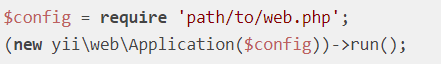 $config = require 'path/to/web.php';
(new yii\web\Application($config))->run();